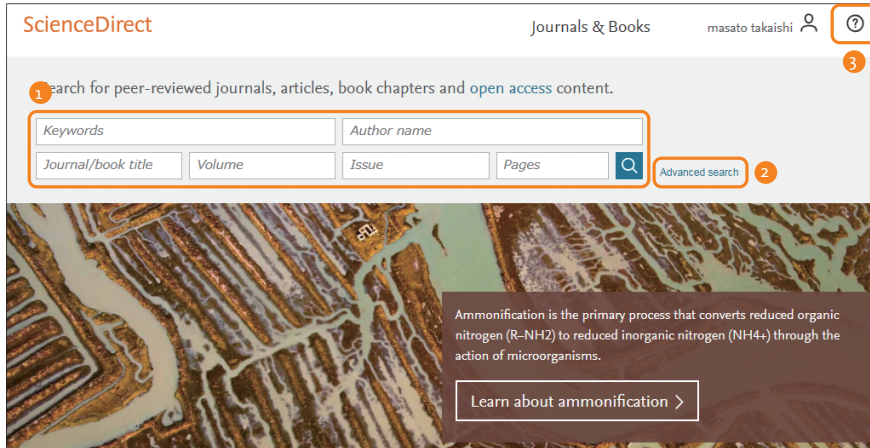 ScienceDirect
Journals & Books
masato takaishi
?
3
1
earch for peer-reviewed journals, articles, book chapters and open access content.
Keywords
Author name
Journal/book title
Volume
Issue
Pages
Advanced search
2
Ammonification is the primary process that converts reduced organic
nitrogen (R–NH2) to reduced inorganic nitrogen (NH4+) through the
action of microorganisms.
Learn about ammonification >